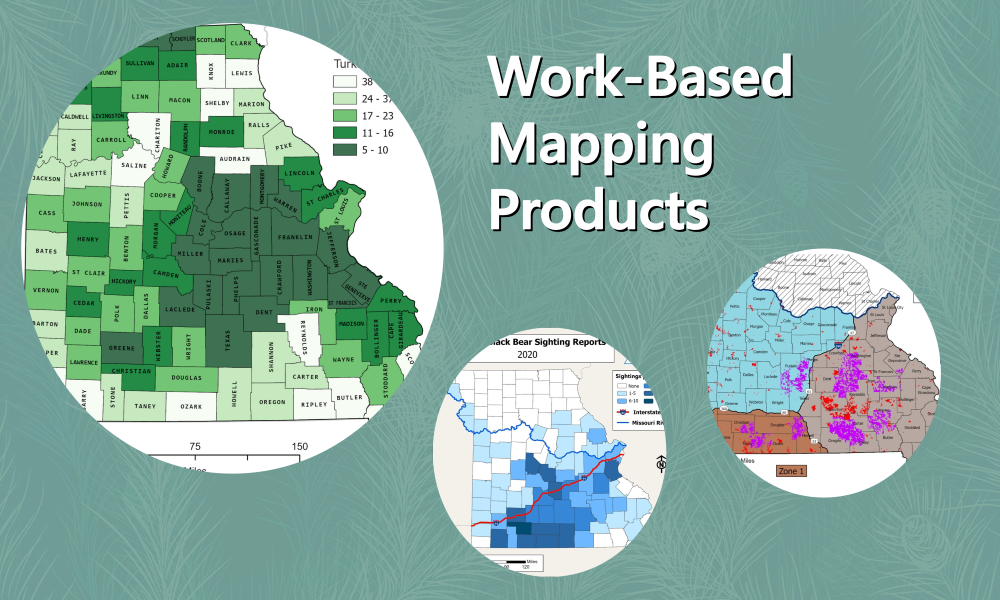 Work-Based
Mapping
Products
Turk
38
24 - 37
17 - 23
11 - 16
5 - 10
SCHUYLER
SCOTLAND
CLARK
SULLIVAN
ADAIR
KNOX
LEWIS
UNDY
LINN
MACON
SHELBY
MARION
CALDWELL
LIVINGSTON
CHARITON
RANDOLPH
MONROE
RALLS
RAY
CARROLL
PIKE
SALINE
HOWARD
AUDRAIN
JACKSON
LAFAYETTE
BOONE
CALLAWAY
MONTGOMERY
LINCOLN
COOPER
WARREN
ST CHARLES
CASS
JOHNSON
PETTIS
MONITEAU
ST LOUIS
COLE
OSAGE
GASCONADE
FRANKLIN
HENRY
BENTON
MORGAN
JEFFERSON
BATES
MILLER
MARIES
ST CLAIR
CAMDEN
CRAWFORD
WASHINGTON
STE GENEVIEVE
VERNON
HICKORY
PULASKI
PHELPS
ST FRANCOIS
PERRY
CEDAR
POLK
DALLAS
LACLEDE
DENT
IRON
BARTON
DADE
MADISON
BOLLINGER
CAPE GIRARDEAU
GREENE
WEBSTER
WRIGHT
TEXAS
REYNOLDS
SHANNON
PER
LAWRENCE
WAYNE
SCO
CHRISTIAN
DOUGLAS
CARTER
STODDARD
ARRY
STONE
TANEY
OZARK
HOWELL
OREGON
RIPLEY
BUTLER
75
150
Miles
lack Bear Sighting Reports
2020
Sightings
None
1-5
6-10
Interstate
Missouri Ri
N
Miles
120
Miles
Zone 1